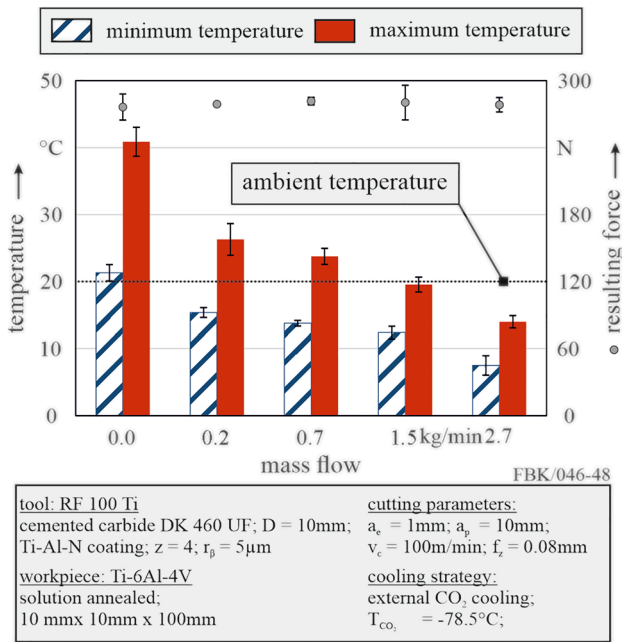 minimum temperature maximum temperature
50 300
°C N
ambient temperature
30 180
20 120
10 60
0 0
temperature
resulting force
0.0 0.2 0.7 1.5 kg/min 2.7
mass flow
FBK/046-48
tool: RF 100 Ti
cemented carbide DK 460 UF; D = 10mm;
Ti-Al-N coating; z = 4; rᵦ = 5µm
workpiece: Ti-6Al-4V
solution annealed;
10 mmx 10mm x 100mm
cutting parameters:
aₑ = 1mm; aₚ = 10mm;
v_c = 100m/min; f_z = 0.08mm
cooling strategy:
external CO₂ cooling;
T_CO₂ = -78.5°C;